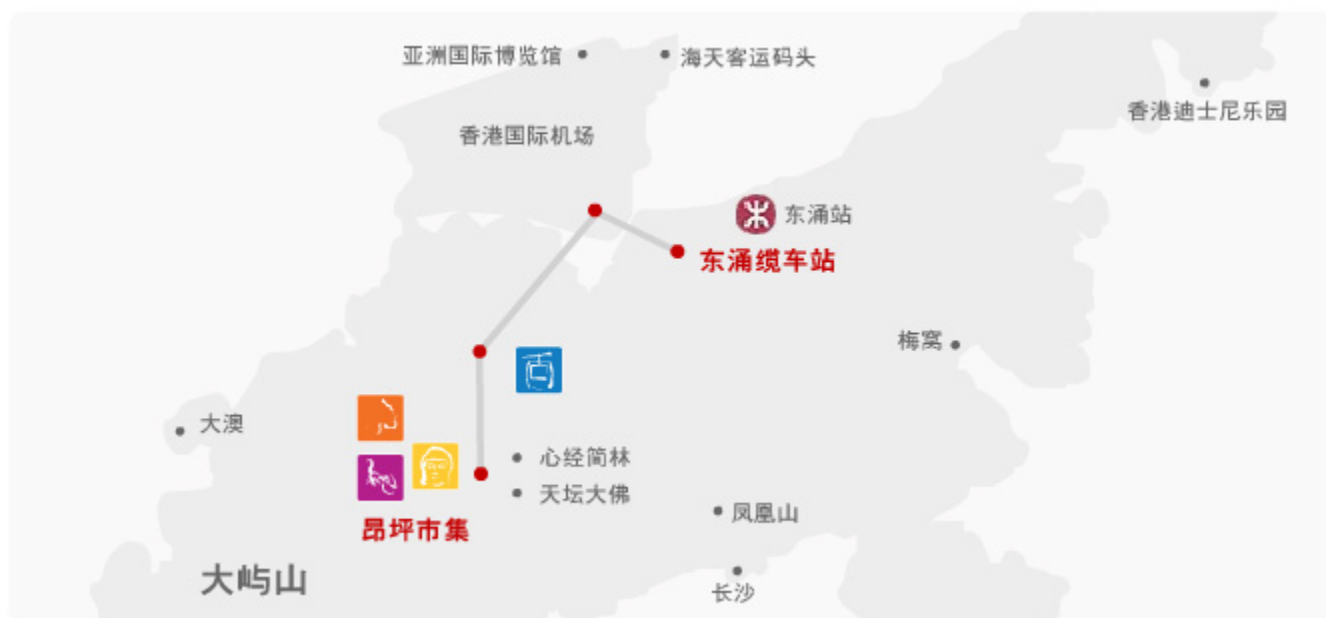 亚洲国际博览馆
海天客运码头
香港迪士尼乐园
香港国际机场
东涌站
东涌缆车站
梅窝
大澳
心经简林
天坛大佛
凤凰山
昂坪市集
大屿山
长沙